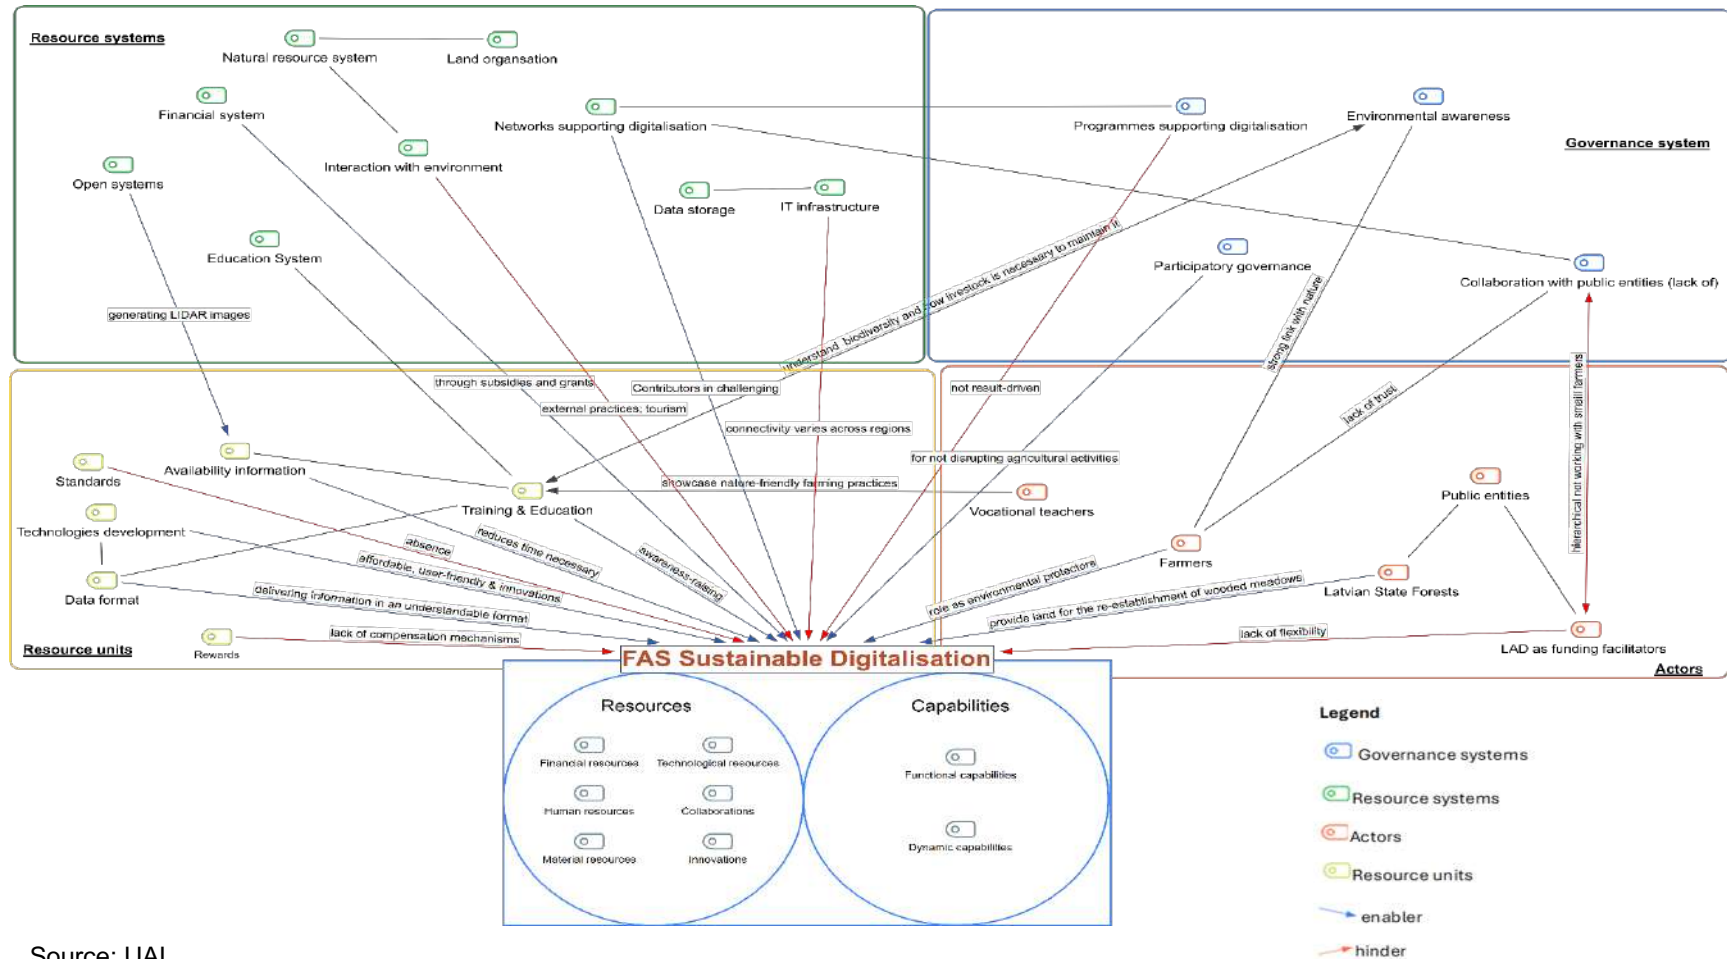 Resource systems
Natural resource system
Land organsation
Financial system
Networks supporting digitalisation
Programmes supporting digitalisation
Environmental awareness
Governance system
Interaction with environment
Open systems
Data storage
IT infrastructure
Education System
Participatory governance
Collaboration with public entities (lack of)
understand biodiversity and how livestock is necessary to maintain it
strong link with nature
generating LIDAR images
through subsidies and grants
Contributors in challenging
external practices; tourism
not result-driven
lack of trust
hierarchical not working with small farmers
connectivity varies across regions
for not disrupting agricultural activities
showcase nature-friendly farming practices
Availability information
Standards
Training & Education
Vocational teachers
Public entities
Technologies development
absence
reduces time necessary
awareness-raising
affordable, user-friendly & innovations
Farmers
Data format
delivering information in an understandable format
role as environmental protectors
provide land for the re-establishment of wooded meadows
Latvian State Forests
lack of compensation mechanisms
lack of flexibility
Rewards
Resource units
LAD as funding facilitators
Actors
FAS Sustainable Digitalisation
Resources
Capabilities
Financial resources
Technological resources
Functional capabilities
Human resources
Collaborations
Material resources
Innovations
Dynamic capabilities
Legend
Governance systems
Resource systems
Actors
Resource units
enabler
hinder
Source: